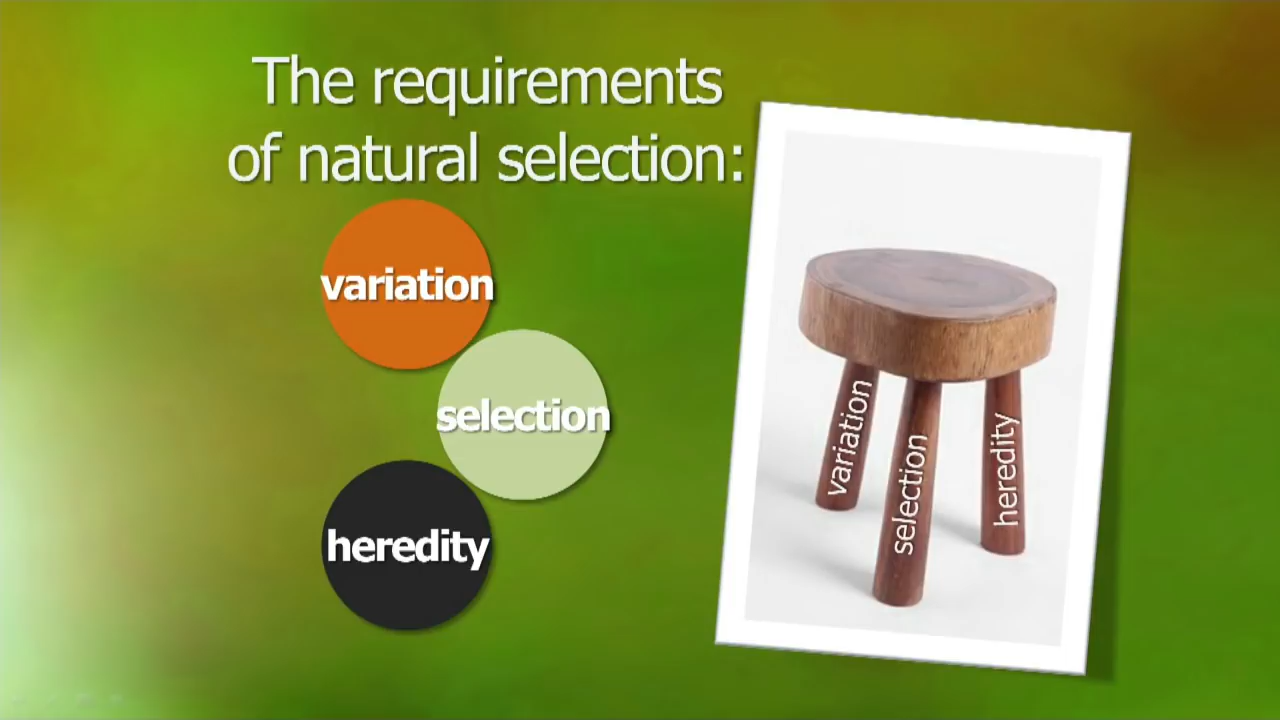 The requirements
of natural selection:
variation
selection
heredity
variation
selection
heredity